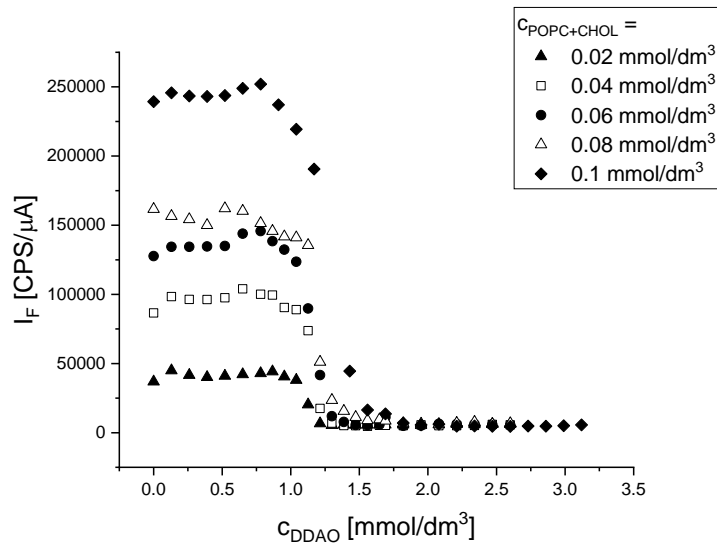 c_POPC+CHOL =
0.02 mmol/dm³
0.04 mmol/dm³
0.06 mmol/dm³
0.08 mmol/dm³
0.1 mmol/dm³
250000
200000
150000
100000
50000
0
I_F [CPS/μA]
0.0 0.5 1.0 1.5 2.0 2.5 3.0 3.5
c_DDAO [mmol/dm³]